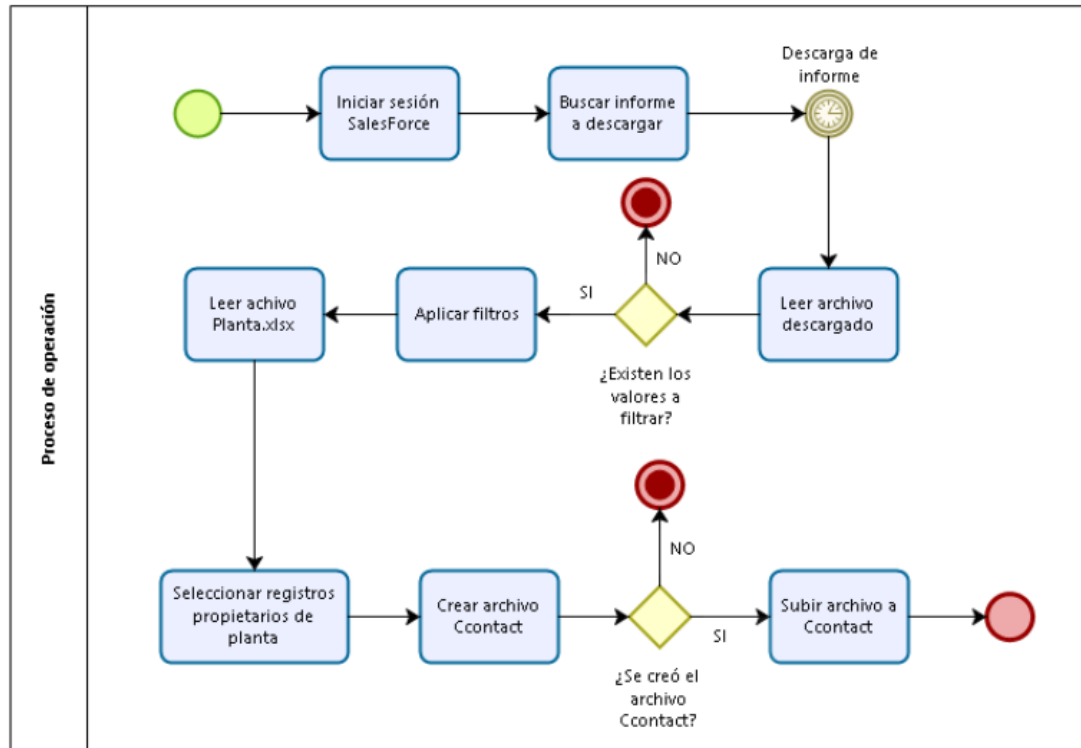 Proceso de operación
Iniciar sesión
SalesForce
Buscar informe
a descargar
Descarga de
informe
Leer archivo
descargado
NO
SI
¿Existen los
valores a
filtrar?
Aplicar filtros
Leer achivo
Planta.xlsx
Seleccionar registros
propietarios de
planta
Crear archivo
Ccontact
NO
SI
¿Se creó el
archivo
Ccontact?
Subir archivo a
Ccontact